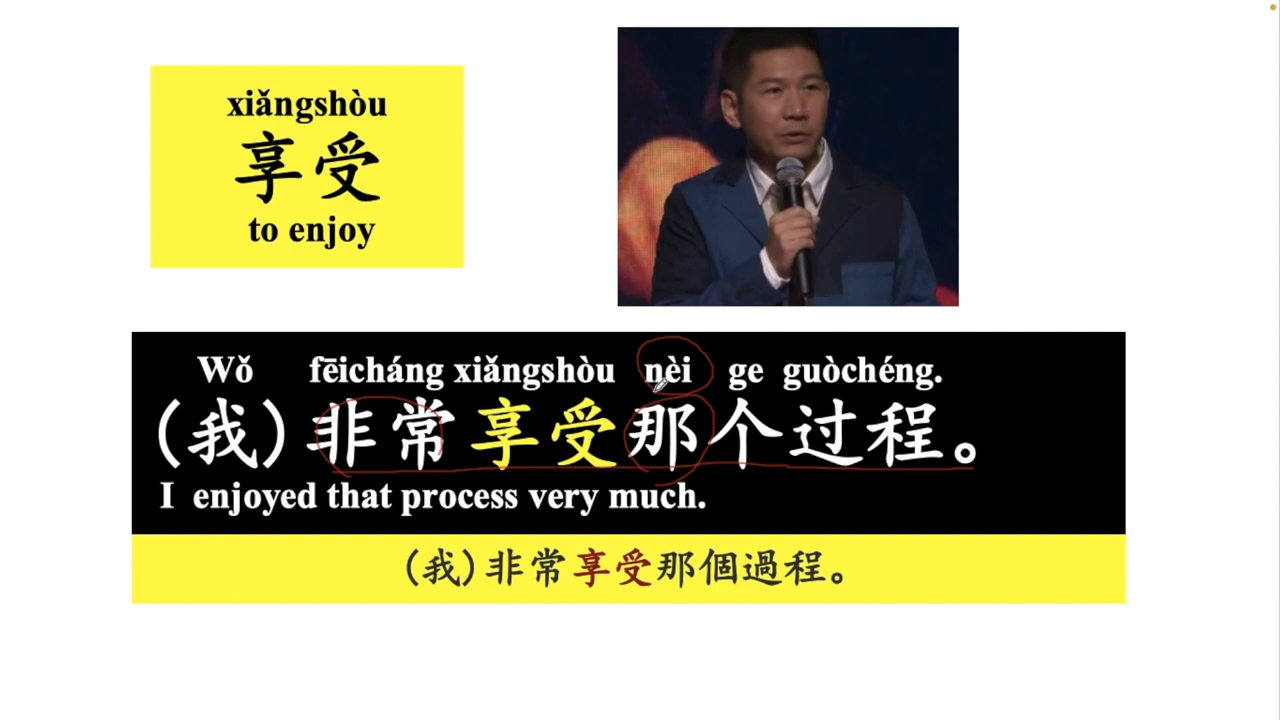 xiǎngshòu
享受
to enjoy
Wǒ fēicháng xiǎngshòu nèi ge guòchéng.
(我)非常享受那个过程。
I enjoyed that process very much.
(我)非常享受那個過程。